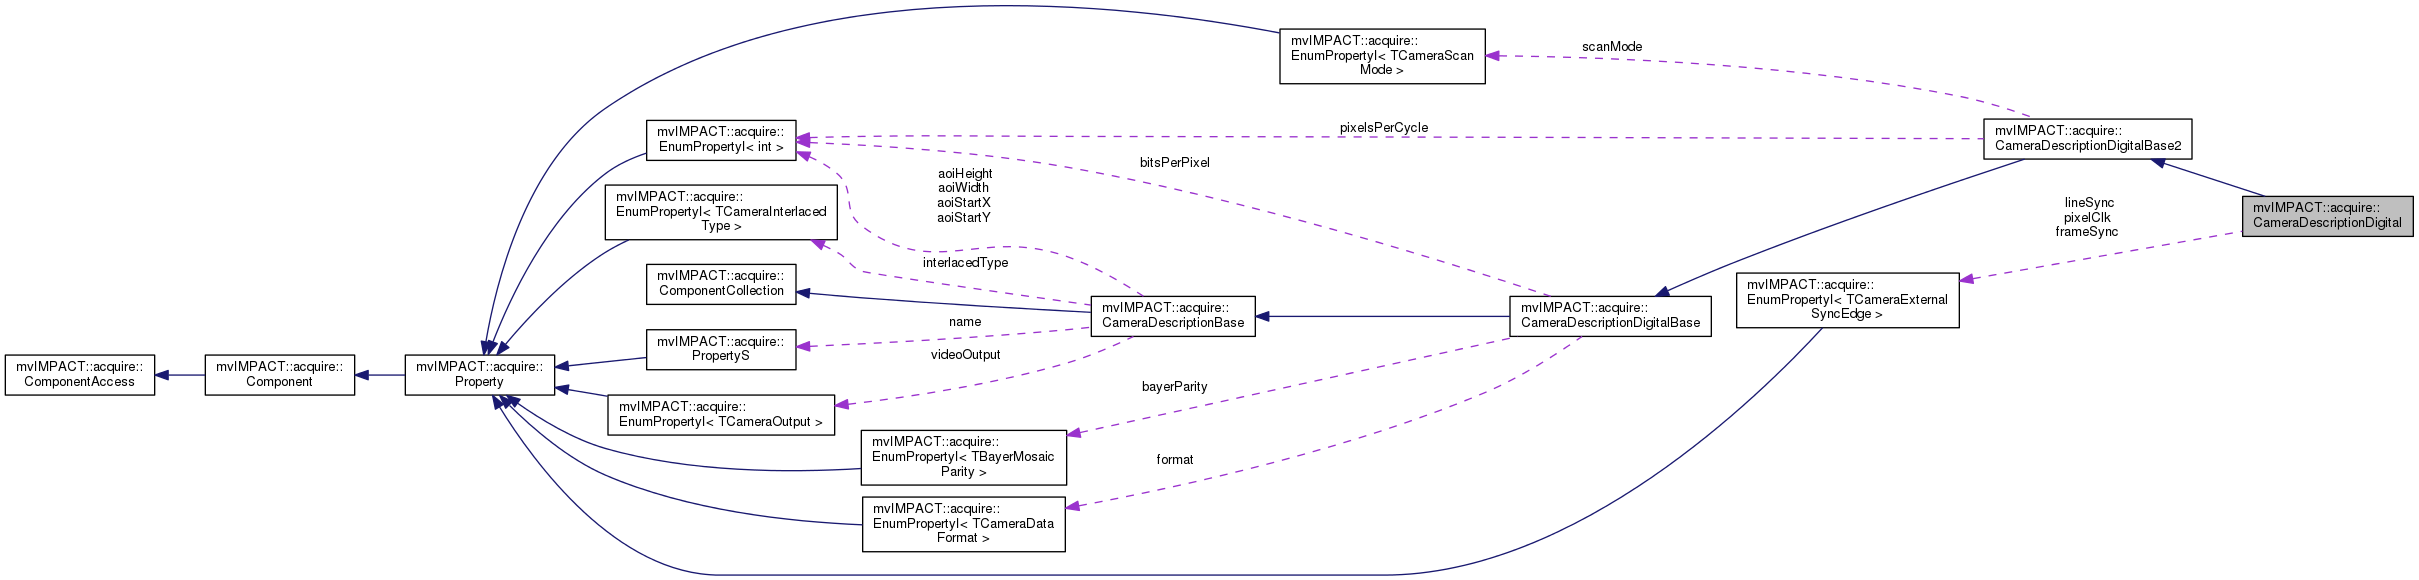 mvIMPACT::acquire::
EnumPropertyI< TCameraScan
Mode >
scanMode
mvIMPACT::acquire::
EnumPropertyI< int >
pixelsPerCycle
mvIMPACT::acquire::
CameraDescriptionDigitalBase2
bitsPerPixel
aoiHeight
aoiWidth
aoiStartX
aoiStartY
mvIMPACT::acquire::
EnumPropertyI< TCameraInterlaced
Type >
lineSync
pixelClk
frameSync
mvIMPACT::acquire::
CameraDescriptionDigital
interlacedType
mvIMPACT::acquire::
ComponentCollection
mvIMPACT::acquire::
EnumPropertyI< TCameraExternal
SyncEdge >
mvIMPACT::acquire::
CameraDescriptionBase
mvIMPACT::acquire::
CameraDescriptionDigitalBase
name
mvIMPACT::acquire::
PropertyS
videoOutput
mvIMPACT::acquire::
ComponentAccess
mvIMPACT::acquire::
Component
mvIMPACT::acquire::
Property
bayerParity
mvIMPACT::acquire::
EnumPropertyI< TCameraOutput >
mvIMPACT::acquire::
EnumPropertyI< TBayerMosaic
Parity >
format
mvIMPACT::acquire::
EnumPropertyI< TCameraData
Format >